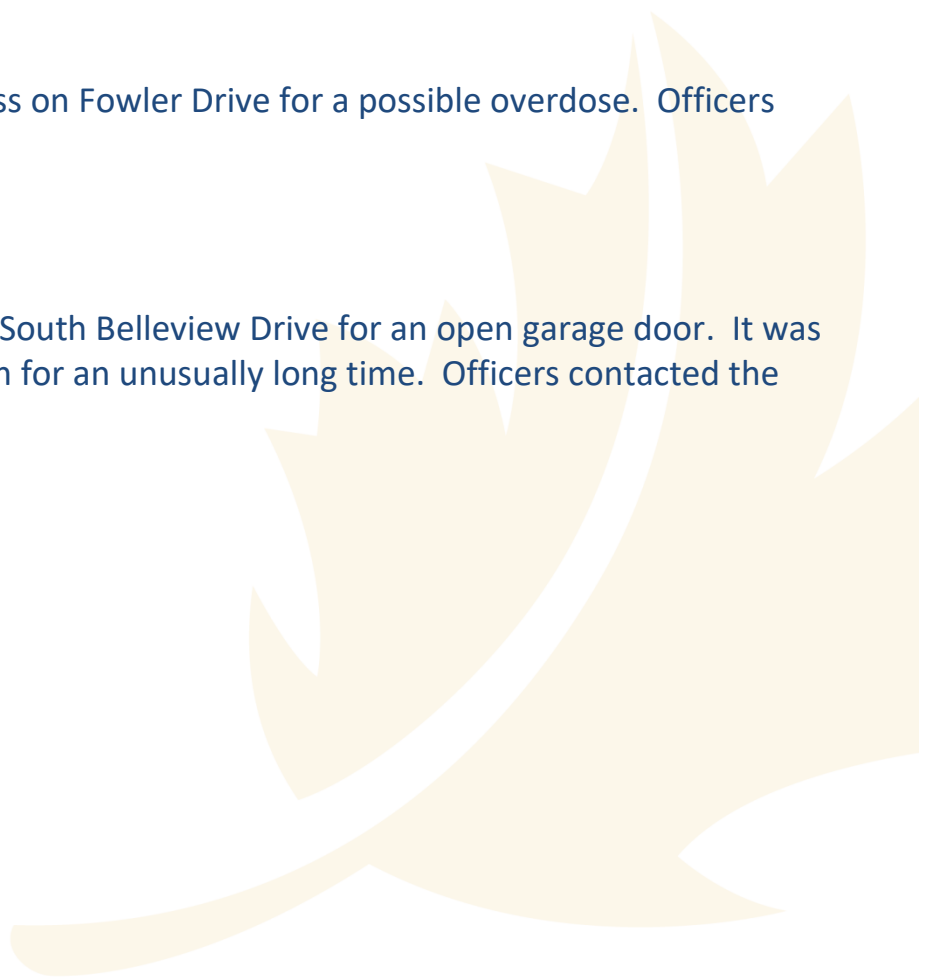 ss on Fowler Drive for a possible overdose.  Officers
South Belleview Drive for an open garage door.  It was
for an unusually long time.  Officers contacted the